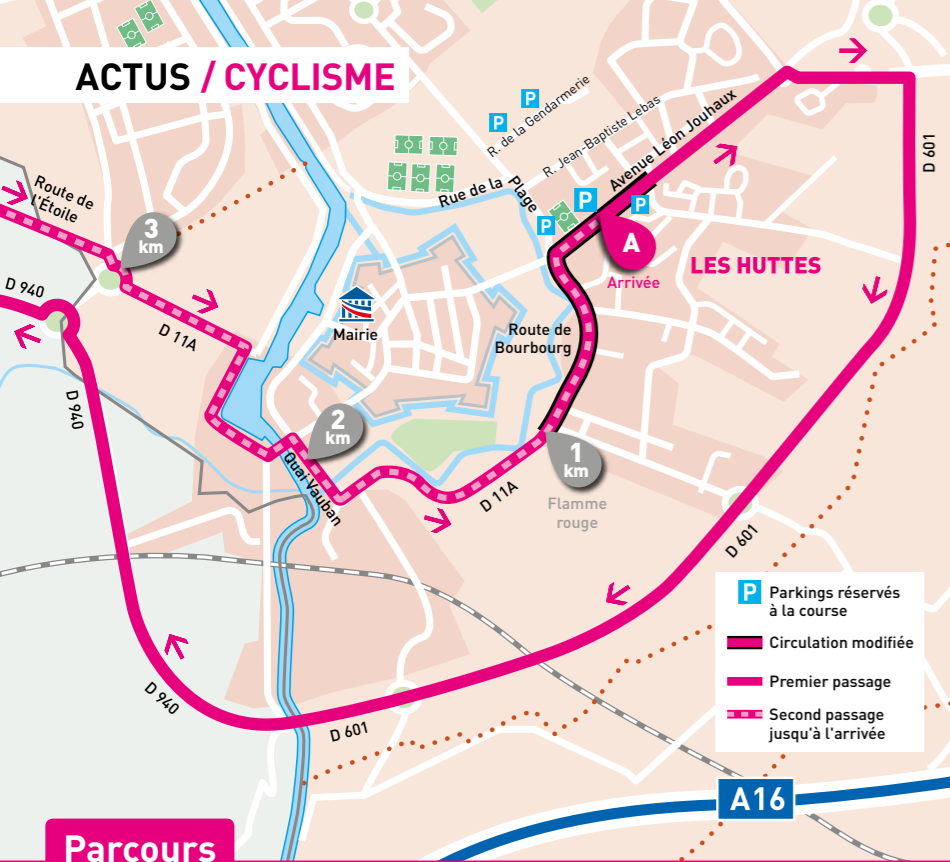 ACTUS / CYCLISME
P
P
R. de la Gendarmerie
R. Jean-Baptiste Lebas
Avenue Léon Jouhaux
D 601
Rue de la Plage
P
P
P
Route de
l'Étoile
3
km
A
Arrivée
LES HUTTES
D 940
D 11A
Mairie
Route de
Bourbourg
D 940
2
km
1
km
Quai Vauban
D 11A
Flamme
rouge
D 601
P Parkings réservés
à la course
Circulation modifiée
Premier passage
Second passage
jusqu'à l'arrivée
D 940
D 601
A16
Parcours